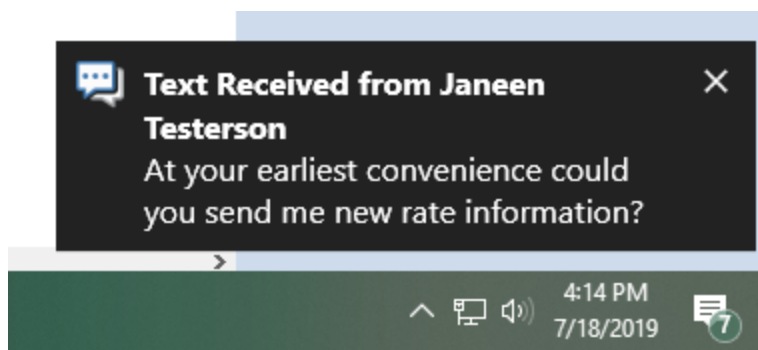 Text Received from Janeen
Testerson
At your earliest convenience could
you send me new rate information?
4:14 PM
7/18/2019
7